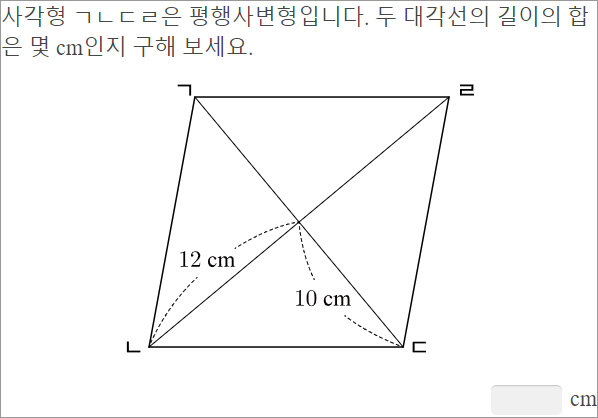 사각형 ㄱㄴㄷㄹ은 평행사변형입니다. 두 대각선의 길이의 합
은 몇 cm인지 구해 보세요.
ㄱ
ㄹ
12 cm
10 cm
ㄴ
ㄷ
cm